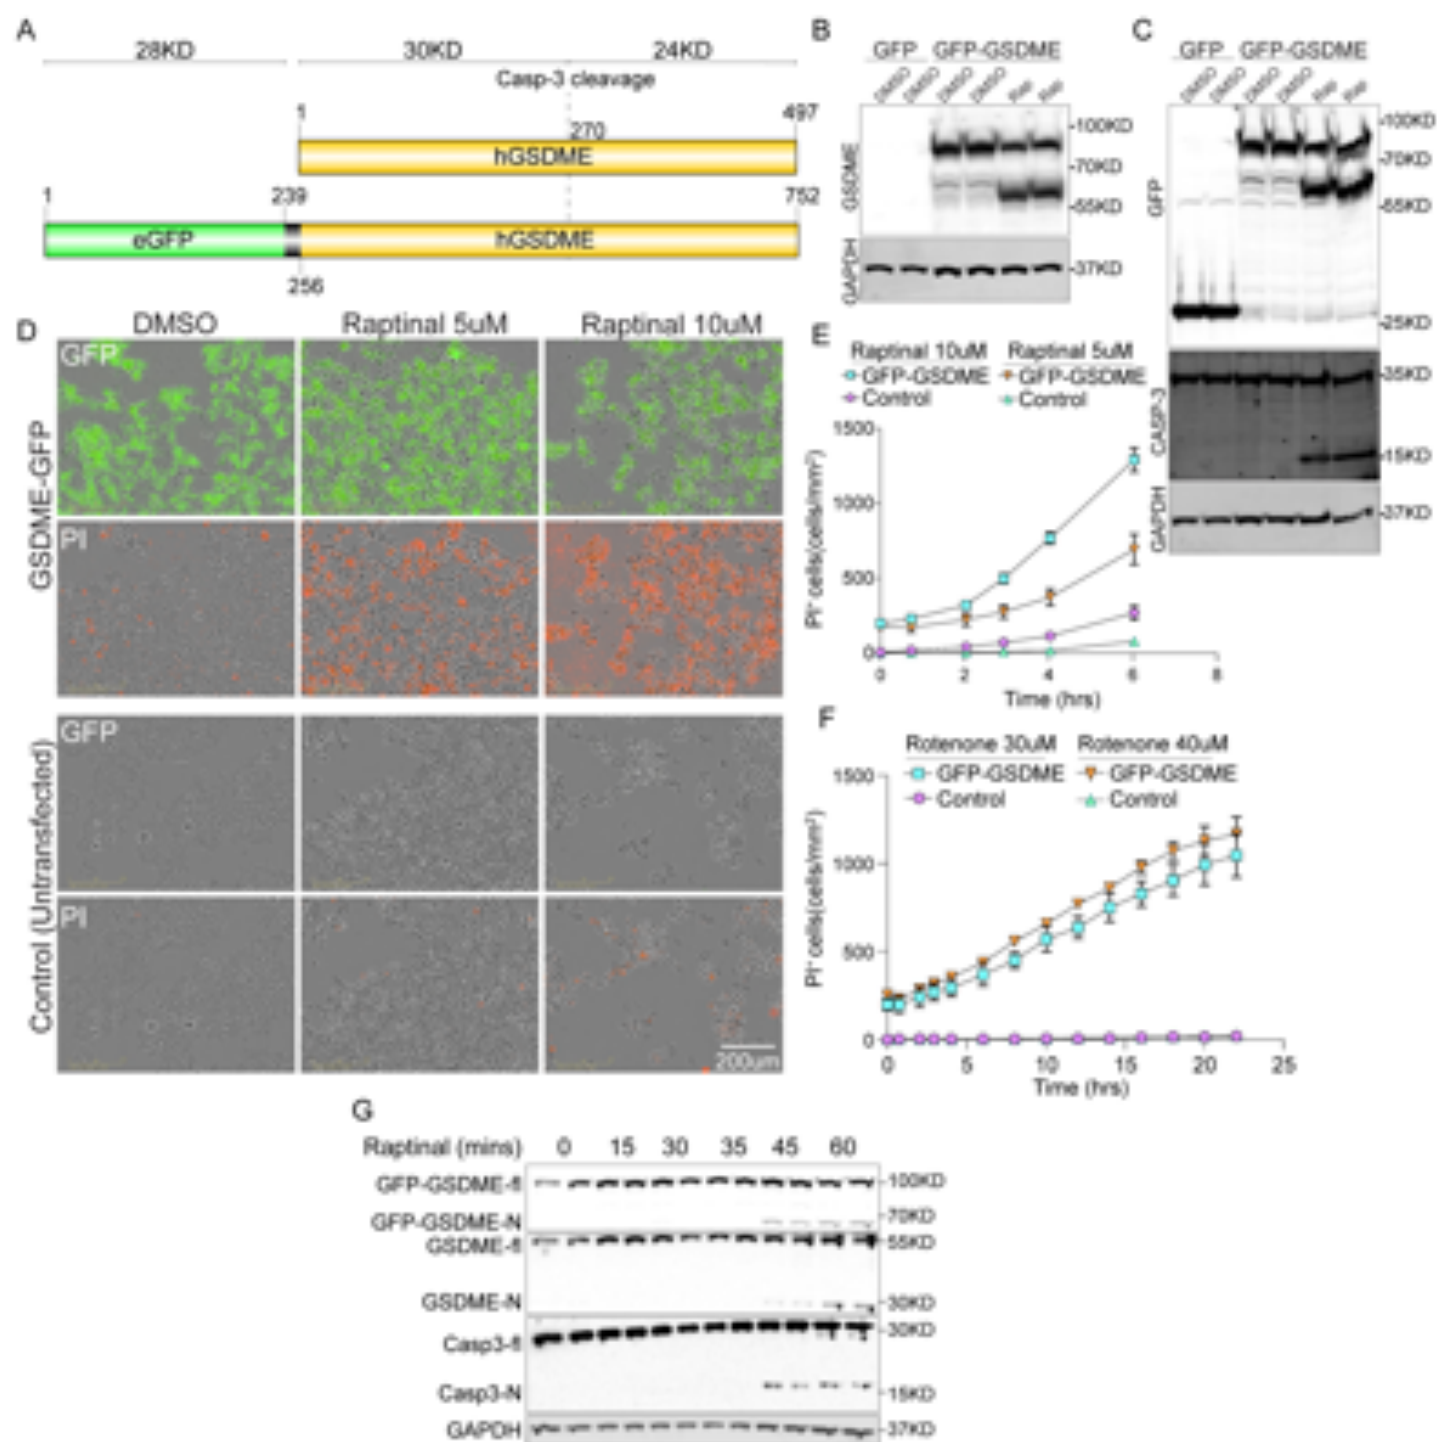 A
28KD 30KD 24KD
Casp-3 cleavage
1 497
270
hGSDME
1 239 752
eGFP hGSDME
256
B
GFP GFP-GSDME
DMSO DMSO DMSO DMSO Rap Rap
GSDME
-100KD
-70KD
-55KD
GAPDH
-37KD
C
GFP GFP-GSDME
DMSO DMSO DMSO DMSO Rap Rap
GFP
-100KD
-70KD
-55KD
-25KD
CASP-3
-35KD
-15KD
GAPDH
-37KD
D
DMSO Raptinal 5uM Raptinal 10uM
GSDME-GFP
GFP
PI
Control (Untransfected)
GFP
PI
200um
E
Raptinal 10uM Raptinal 5uM
GFP-GSDME GFP-GSDME
Control Control
PI⁺ cells(cells/mm²)
1500
1000
500
0
0 2 4 6 8
Time (hrs)
F
Rotenone 30uM Rotenone 40uM
GFP-GSDME GFP-GSDME
Control Control
PI⁺ cells(cells/mm²)
1500
1000
500
0
0 5 10 15 20 25
Time (hrs)
G
Raptinal (mins) 0 15 30 35 45 60
GFP-GSDME-fl -100KD
GFP-GSDME-N -70KD
GSDME-fl -55KD
GSDME-N -30KD
Casp3-fl -30KD
Casp3-N -15KD
GAPDH -37KD